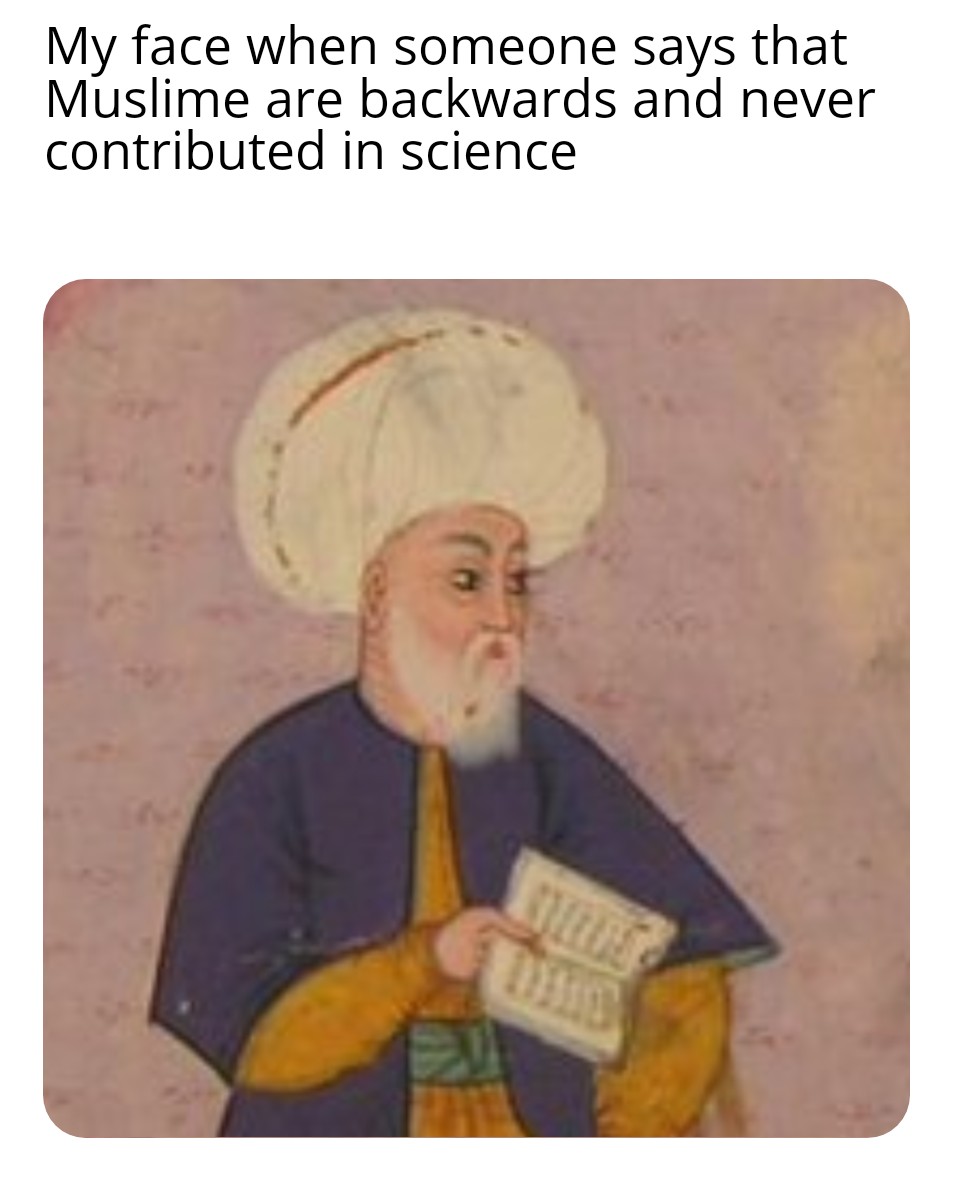 My face when someone says that
Muslime are backwards and never
contributed in science